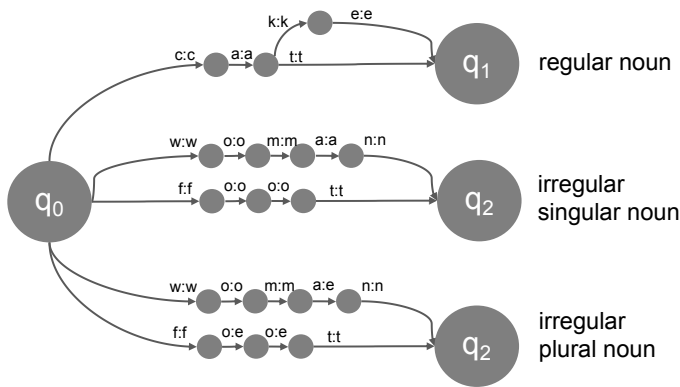 k:k e:e
c:c a:a t:t
q1 regular noun
w:w o:o m:m a:a n:n
q0
f:f o:o o:o t:t
q2 irregular
singular noun
w:w o:o m:m a:e n:n
f:f o:e o:e t:t
q2 irregular
plural noun